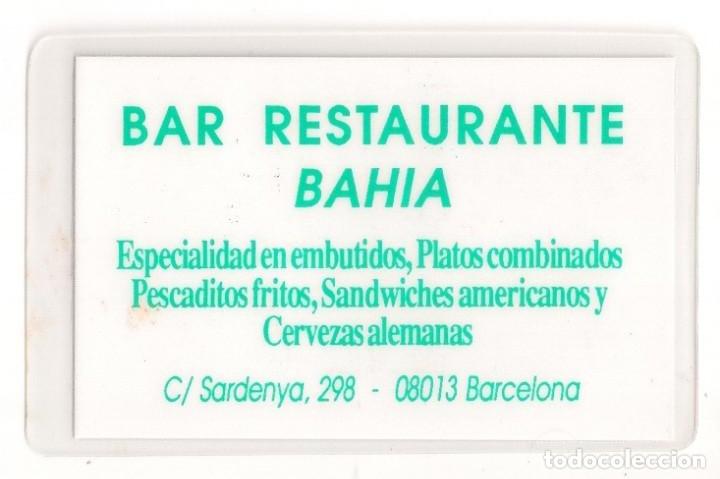 BAR RESTAURANTE
BAHIA
Especialidad en embutidos, Platos combinados
Pescaditos fritos, Sandwiches americanos y
Cervezas alemanas
C/ Sardenya, 298 - 08013 Barcelona
todocoleccion